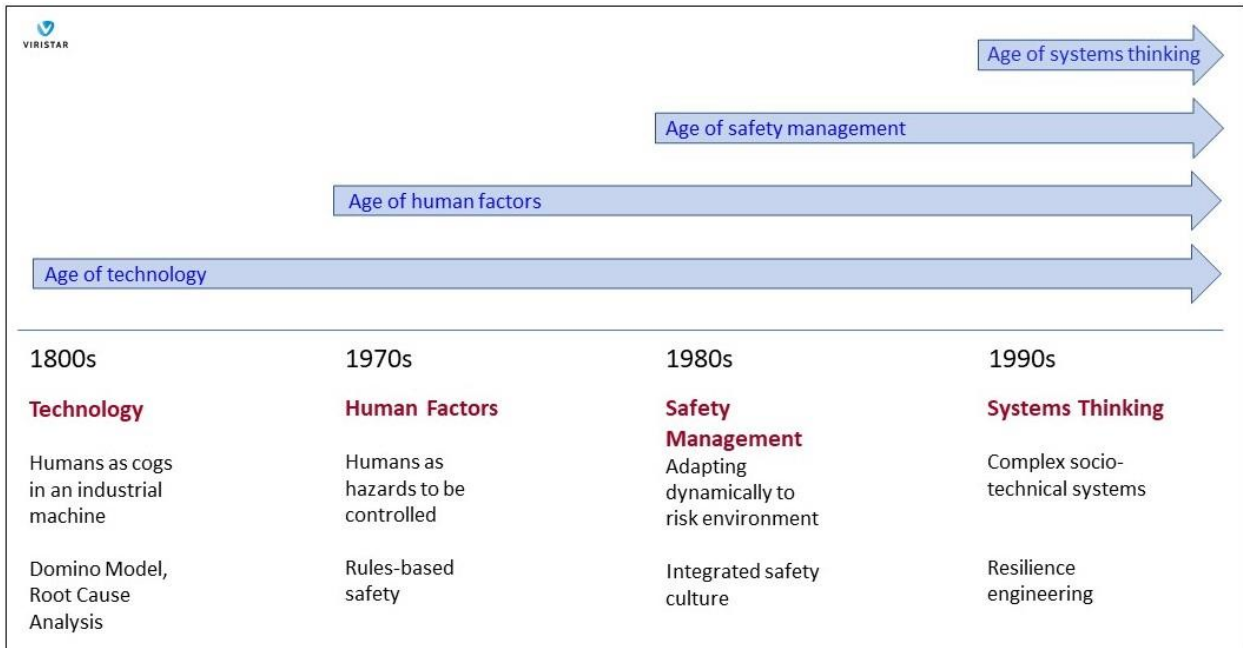 VIRISTAR
Age of systems thinking
Age of safety management
Age of human factors
Age of technology
1800s
Technology
Humans as cogs
in an industrial
machine
Domino Model,
Root Cause
Analysis
1970s
Human Factors
Humans as
hazards to be
controlled
Rules-based
safety
1980s
Safety
Management
Adapting
dynamically to
risk environment
Integrated safety
culture
1990s
Systems Thinking
Complex socio-
technical systems
Resilience
engineering